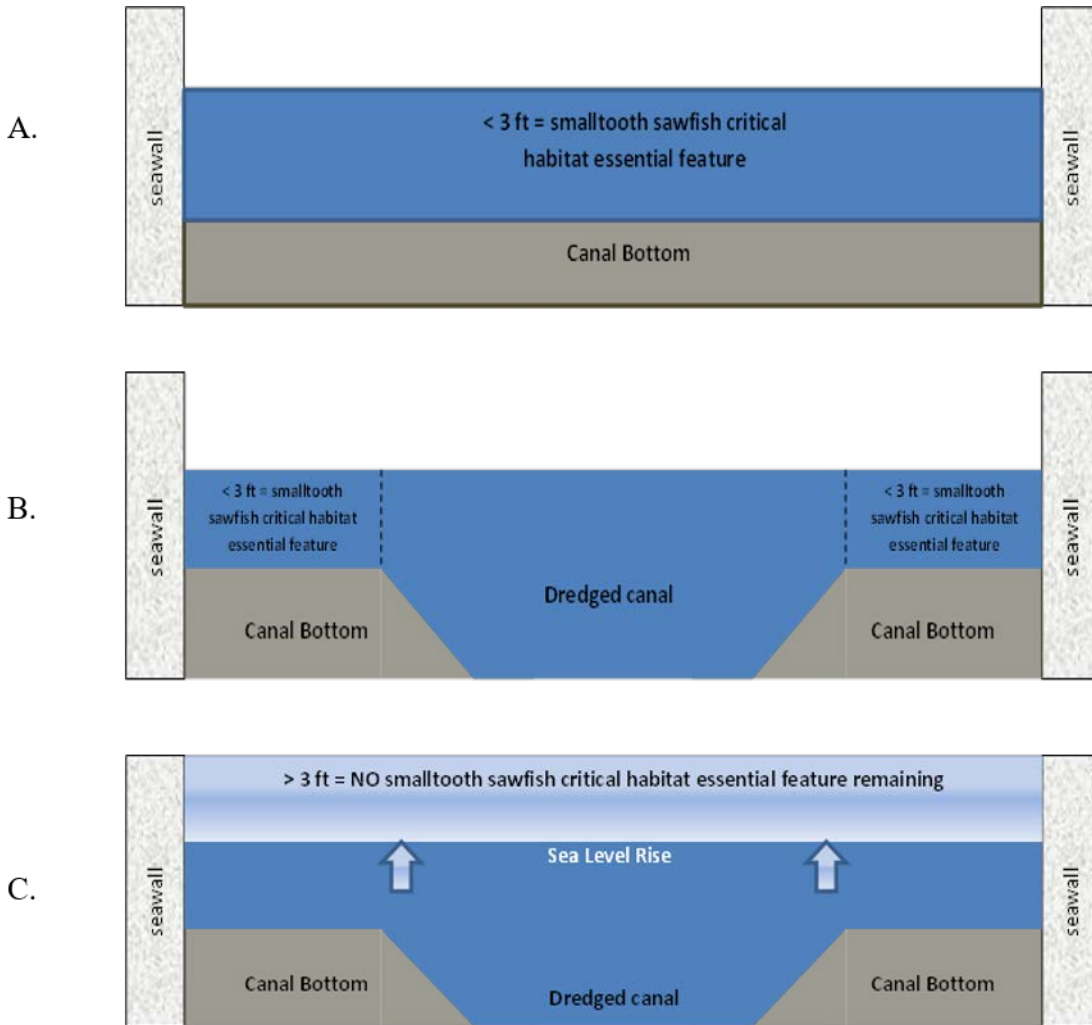 A.
seawall
< 3 ft = smalltooth sawfish critical
habitat essential feature
Canal Bottom
seawall
B.
seawall
< 3 ft = smalltooth
sawfish critical habitat
essential feature
Canal Bottom
Dredged canal
< 3 ft = smalltooth
sawfish critical habitat
essential feature
Canal Bottom
seawall
C.
seawall
> 3 ft = NO smalltooth sawfish critical habitat essential feature remaining
Sea Level Rise
Canal Bottom
Dredged canal
Canal Bottom
seawall